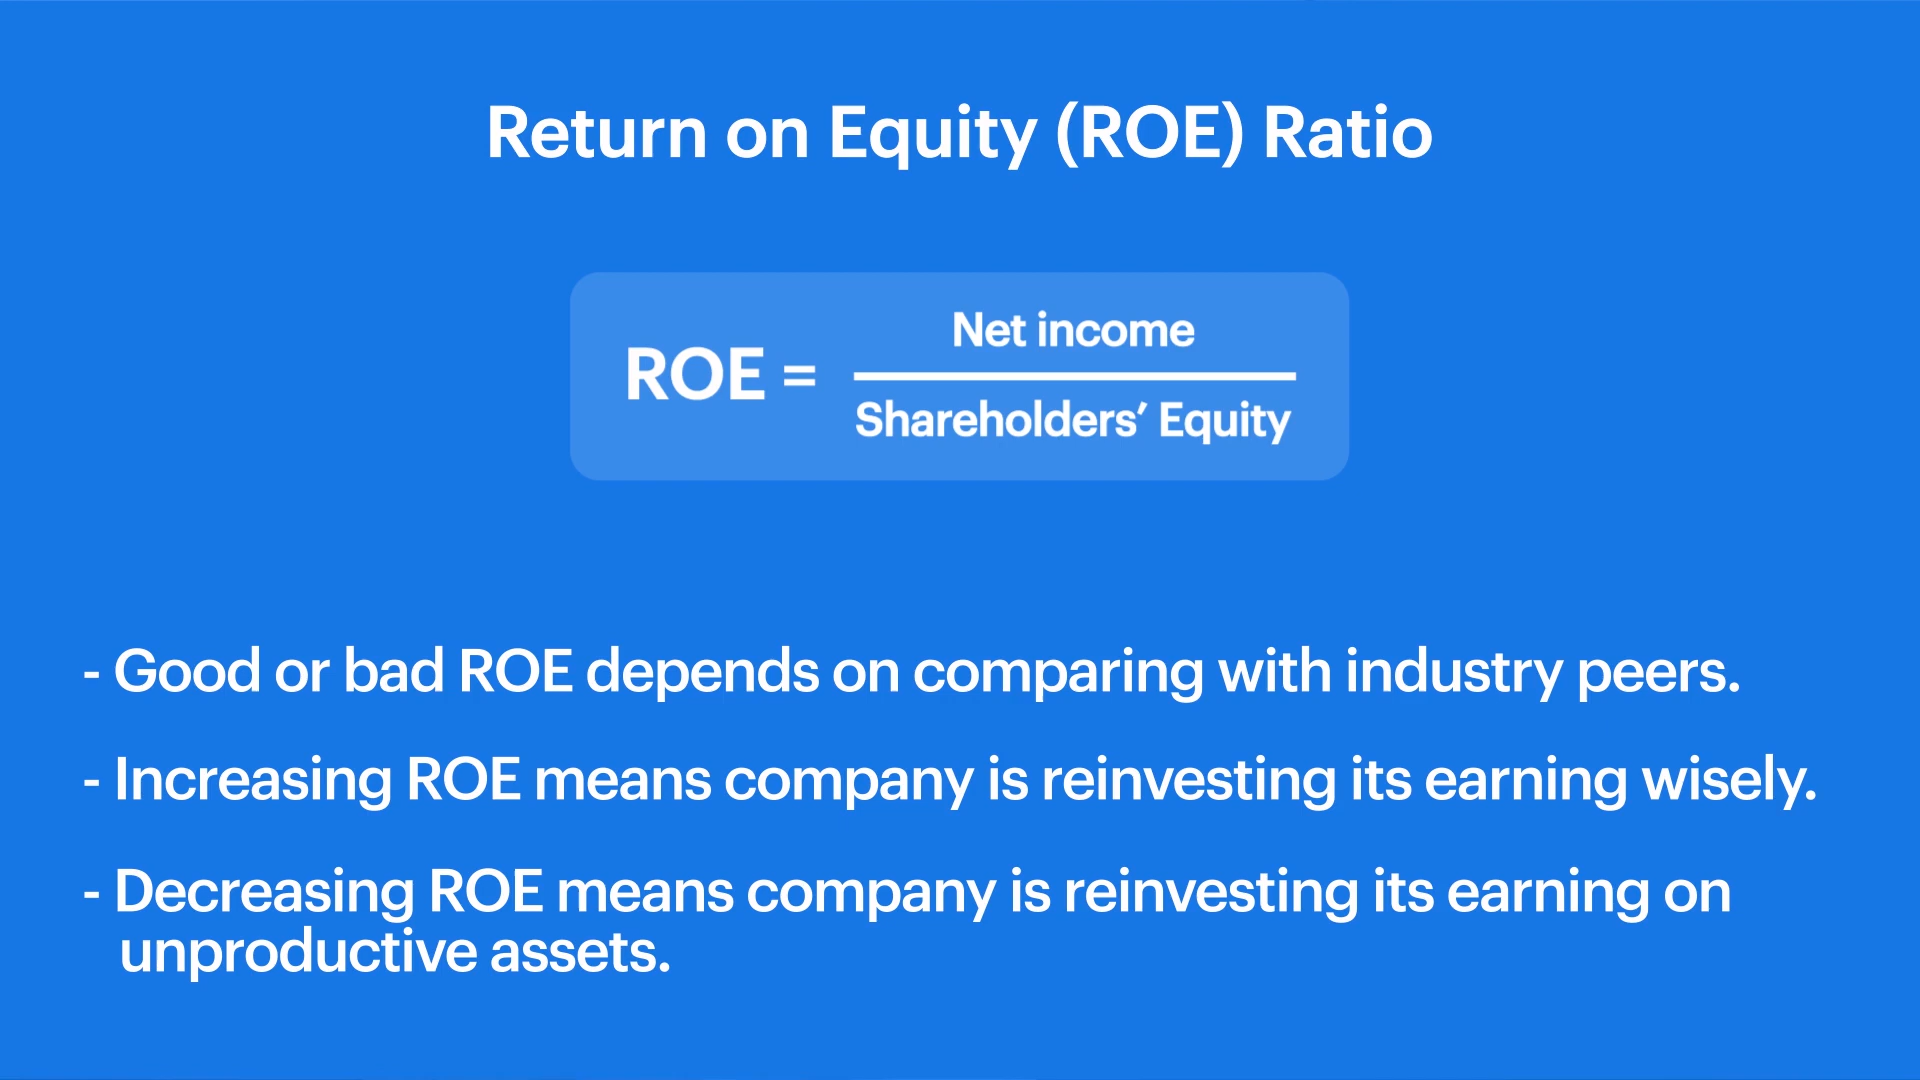 Return on Equity (ROE) Ratio
ROE =
Net income
Shareholders’ Equity
- Good or bad ROE depends on comparing with industry peers.
- Increasing ROE means company is reinvesting its earning wisely.
- Decreasing ROE means company is reinvesting its earning on
unproductive assets.